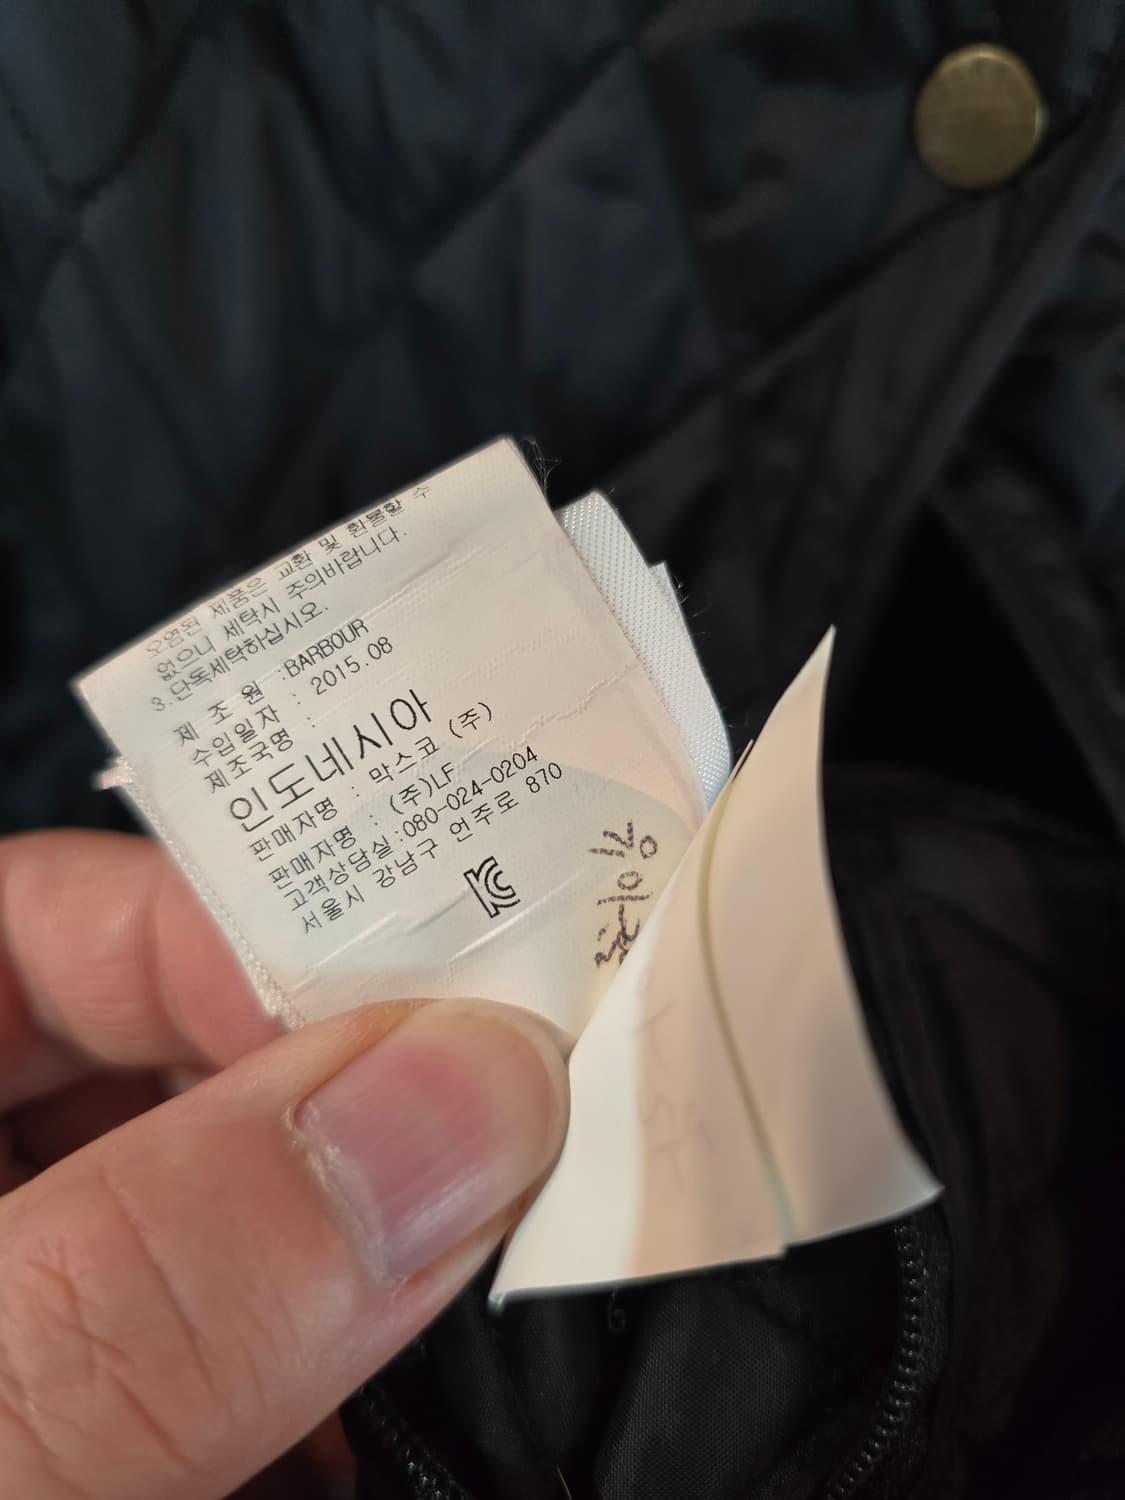 오염된 제품은 교환 및 환불할 수
없으니 세탁시 주의바랍니다.
3.단독세탁하십시오.
제 조 원 :BARBOUR
수입일자 : 2015.08
제조국명 :
인도네시아
판매자명 : 막스코 (주)
판매자명 : (주)LF
고객상담실:080-024-0204
서울시 강남구 언주로 870